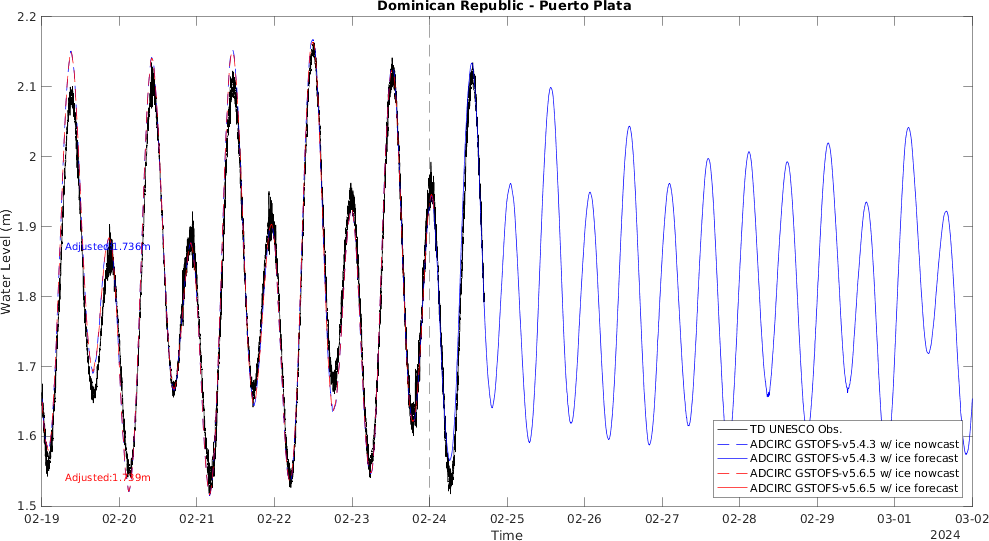 Dominican Republic - Puerto Plata
2.2
2.1
2
1.9
1.8
1.7
1.6
1.5
Water Level (m)
Adjusted:1.736m
Adjusted:1.739m
TD UNESCO Obs.
ADCIRC GSTOFS-v5.4.3 w/ ice nowcast
ADCIRC GSTOFS-v5.4.3 w/ ice forecast
ADCIRC GSTOFS-v5.6.5 w/ ice nowcast
ADCIRC GSTOFS-v5.6.5 w/ ice forecast
02-19 02-20 02-21 02-22 02-23 02-24 02-25 02-26 02-27 02-28 02-29 03-01 03-02
Time
2024